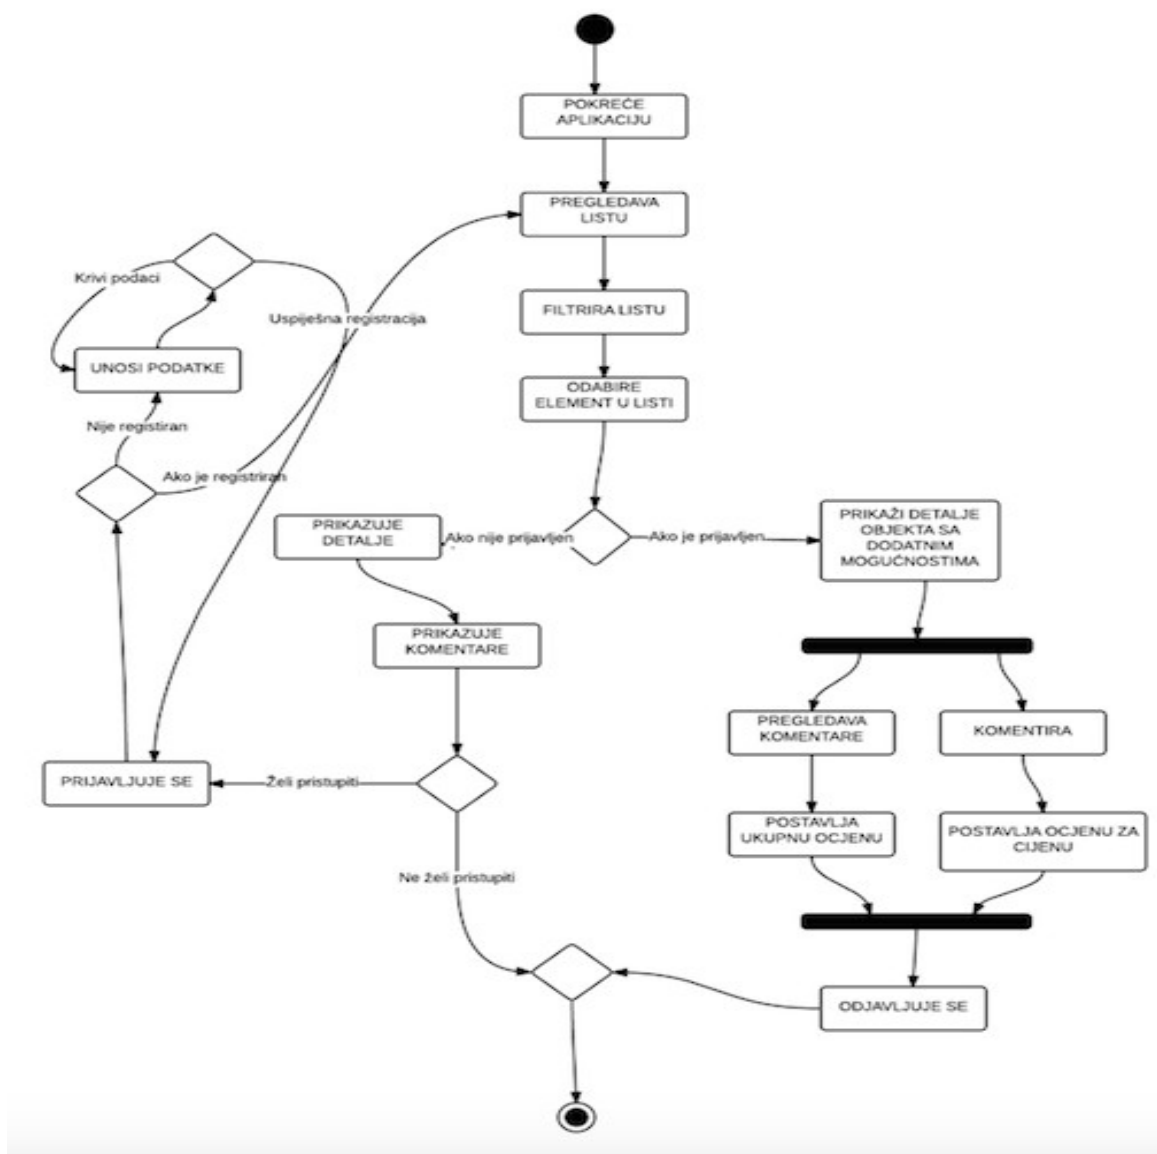 POKREĆE
APLIKACIJU
PREGLEDAVA
LISTU
FILTRIRA LISTU
ODABIRE
ELEMENT U LISTI
Krivi podaci
Uspiješna registracija
UNOSI PODATKE
Nije registiran
Ako je registriran
PRIKAZUJE
DETALJE
Ako nije prijavljen
Ako je prijavljen
PRIKAŽI DETALJE
OBJEKTA SA
DODATNIM
MOGUĆNOSTIMA
PRIKAZUJE
KOMENTARE
PREGLEDAVA
KOMENTARE
KOMENTIRA
PRIJAVLJUJE SE
Želi pristupiti
POSTAVLJA
UKUPNU OCJENU
POSTAVLJA OCJENU ZA
CIJENU
Ne želi pristupiti
ODJAVLJUJE SE